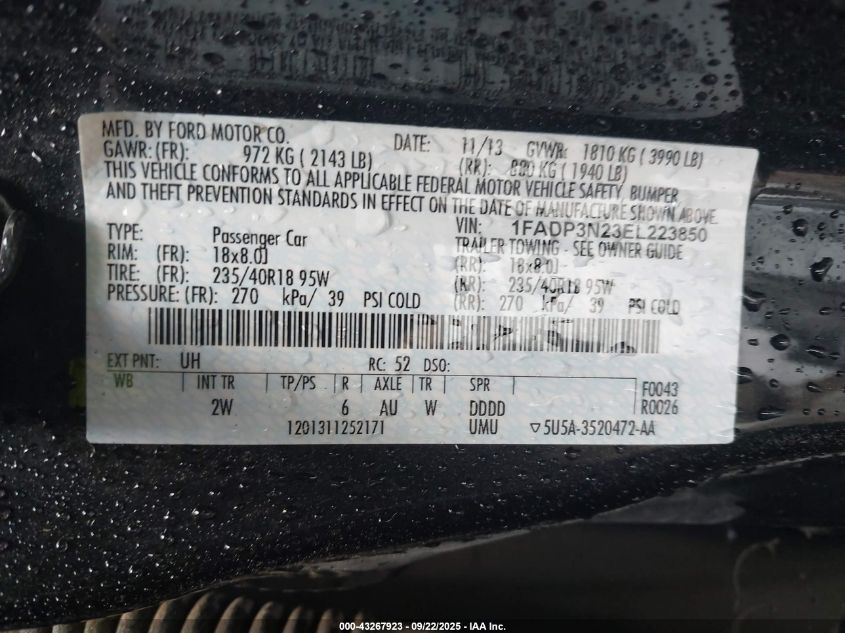 MFD. BY FORD MOTOR CO. DATE: 11/13 GVWR: 1810 KG ( 3990 LB)
GAWR: (FR): 972 KG ( 2143 LB) (RR): 880 KG ( 1940 LB)
THIS VEHICLE CONFORMS TO ALL APPLICABLE FEDERAL MOTOR VEHICLE SAFETY BUMPER
AND THEFT PREVENTION STANDARDS IN EFFECT ON THE DATE OF MANUFACTURE SHOWN ABOVE.
VIN: 1FADP3N23EL223850
TYPE: Passenger Car TRAILER TOWING - SEE OWNER GUIDE
RIM: (FR): 18x8.0J (RR): 18x8.0J
TIRE: (FR): 235/40R18 95W (RR): 235/40R18 95W
PRESSURE: (FR): 270 kPa/ 39 PSI COLD (RR): 270 kPa/ 39 PSI COLD
EXT PNT: UH RC: 52 DSO:
WB INT TR TP/PS R AXLE TR SPR F0043
2W 6 AU W DDDD R0026
1201311252171 UMU ▽5U5A-3520472-AA
000-43267923 - 09/22/2025 - IAA Inc.